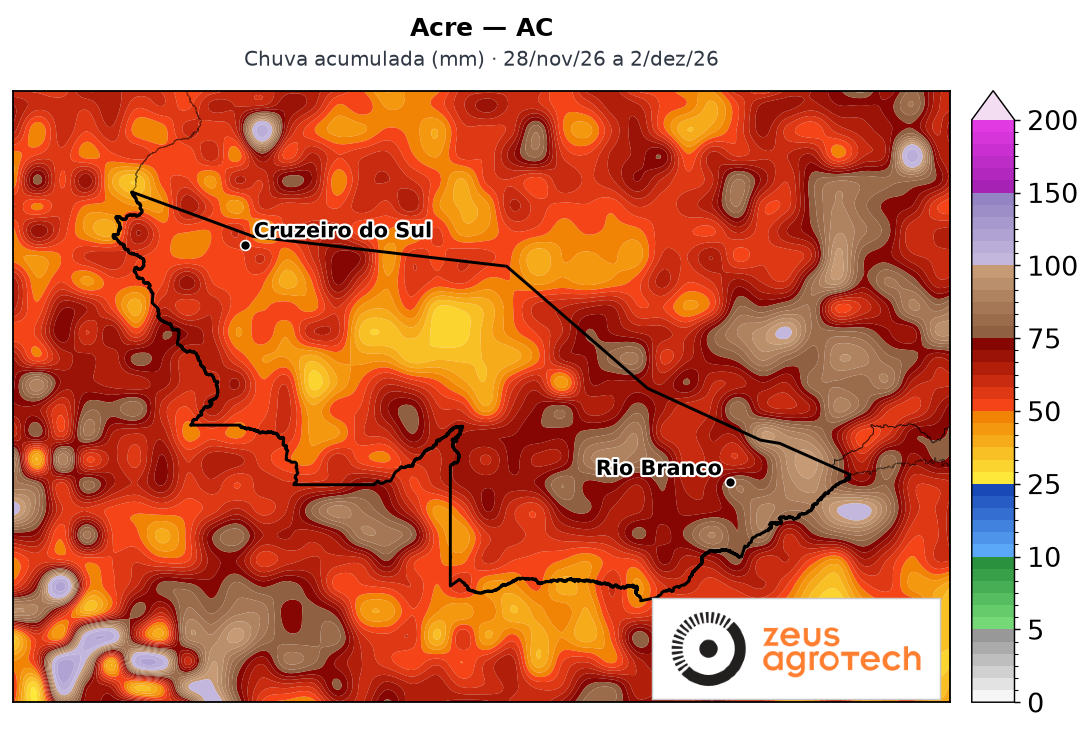 Acre — AC
Chuva acumulada (mm) · 28/nov/26 a 2/dez/26
Cruzeiro do Sul
Rio Branco
200
150
100
75
50
25
10
5
0
zeus
agrotech